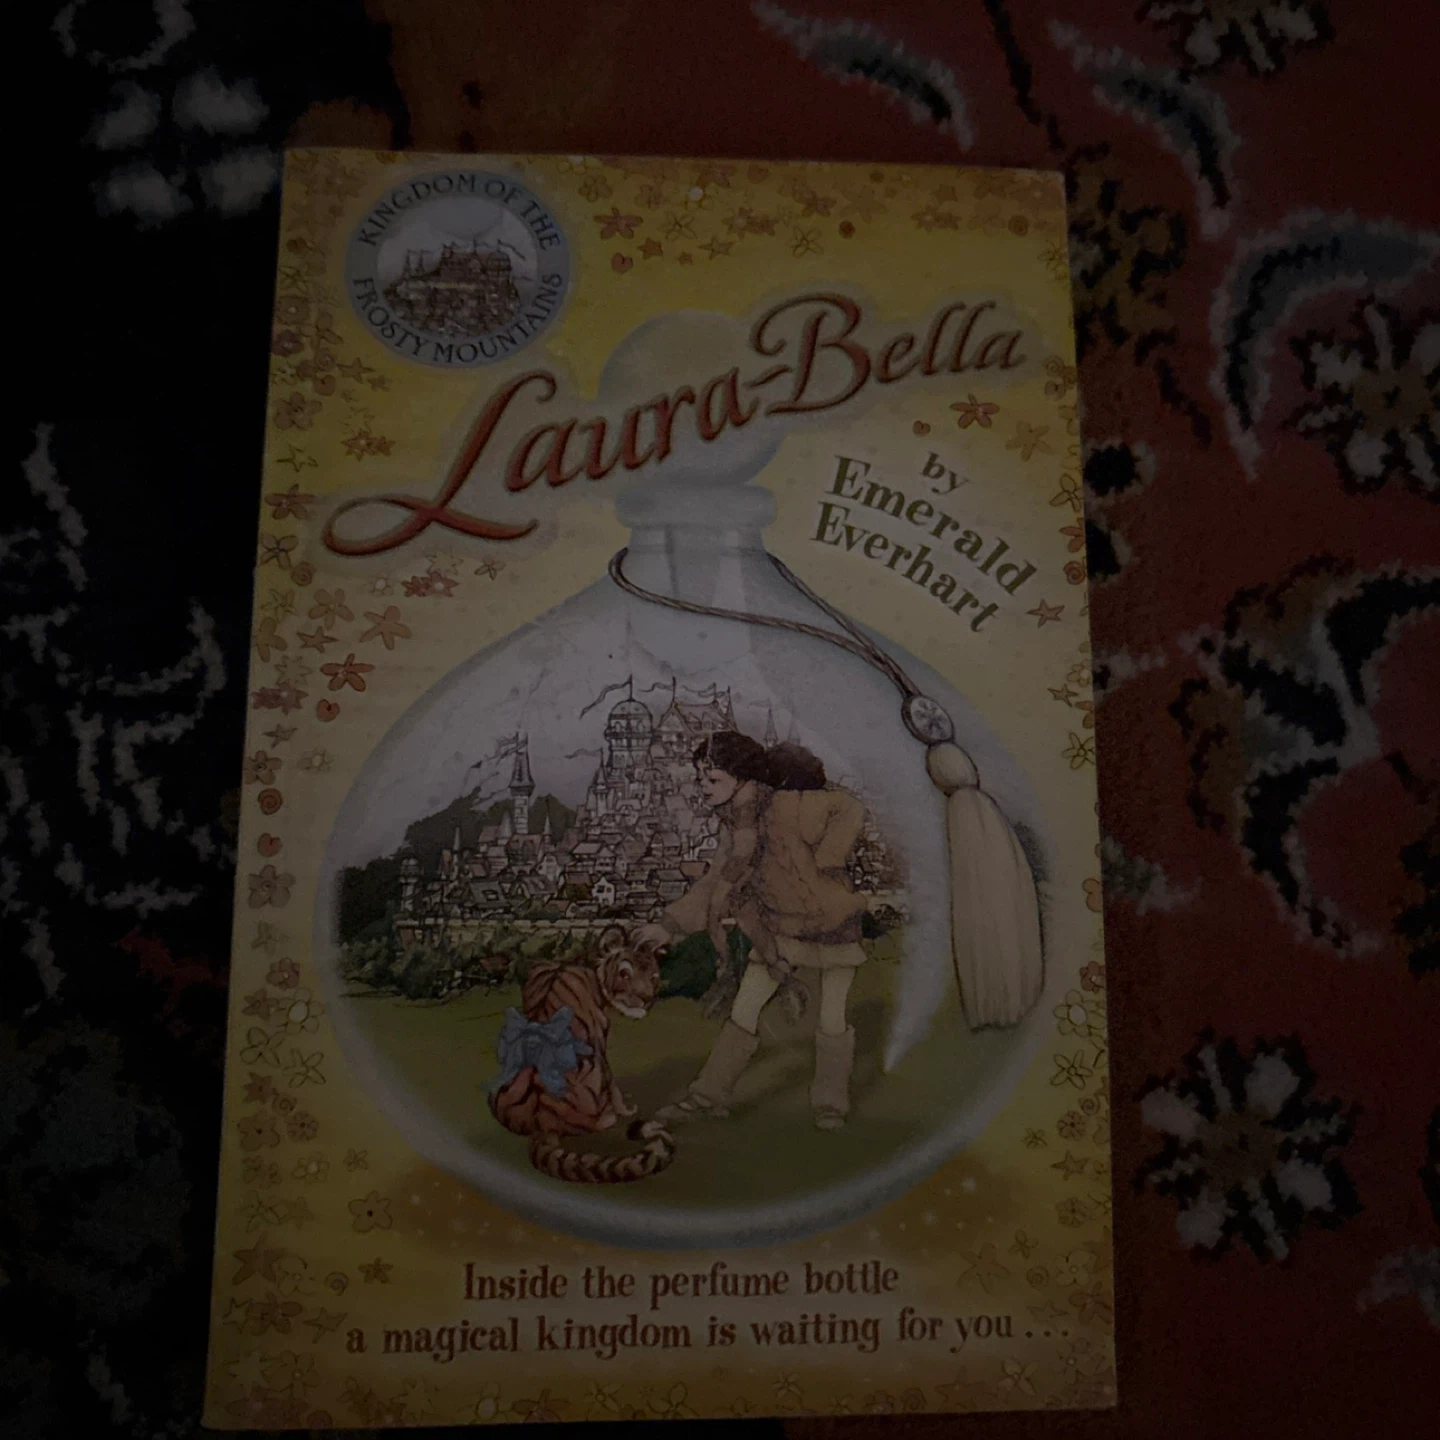 KINGDOM OF THE
FROSTY MOUNTAINS
Laura-Bella
by
Emerald
Everhart
Inside the perfume bottle
a magical kingdom is waiting for you...